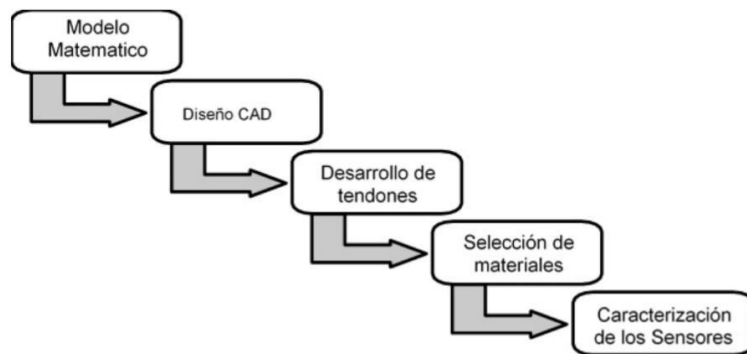 Modelo
Matematico
Diseño CAD
Desarrollo de
tendones
Selección de
materiales
Caracterización
de los Sensores